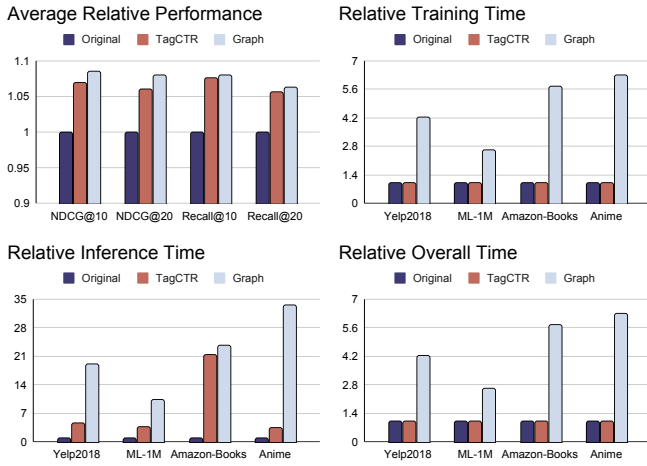 Average Relative Performance
Original TagCTR Graph
1.1
1.05
1
0.95
0.9
NDCG@10 NDCG@20 Recall@10 Recall@20
Relative Training Time
Original TagCTR Graph
7
5.6
4.2
2.8
1.4
Yelp2018 ML-1M Amazon-Books Anime
Relative Inference Time
Original TagCTR Graph
35
28
21
14
7
0
Yelp2018 ML-1M Amazon-Books Anime
Relative Overall Time
Original TagCTR Graph
7
5.6
4.2
2.8
1.4
0
Yelp2018 ML-1M Amazon-Books Anime